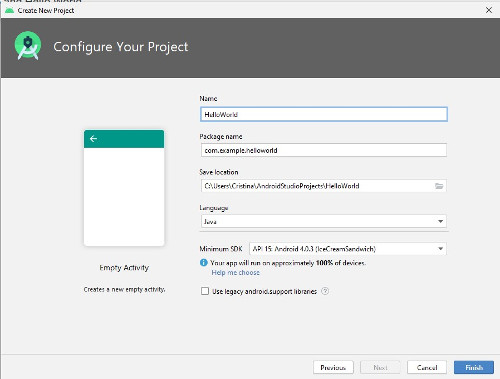 Create New Project
Configure Your Project
Name
HelloWorld
Package name
com.example.helloworld
Save location
C:\Users\Cristina\AndroidStudioProjects\HelloWorld
Language
Java
Minimum SDK API 15: Android 4.0.3 (IceCreamSandwich)
Your app will run on approximately 100% of devices.
Help me choose
Use legacy android.support libraries
Empty Activity
Creates a new empty activity.
Previous Next Cancel Finish